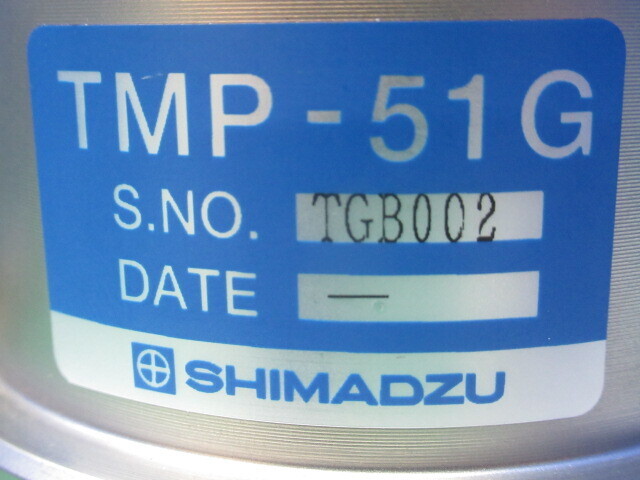 TMP-51G
S.NO. TGB002
DATE —
SHIMADZU